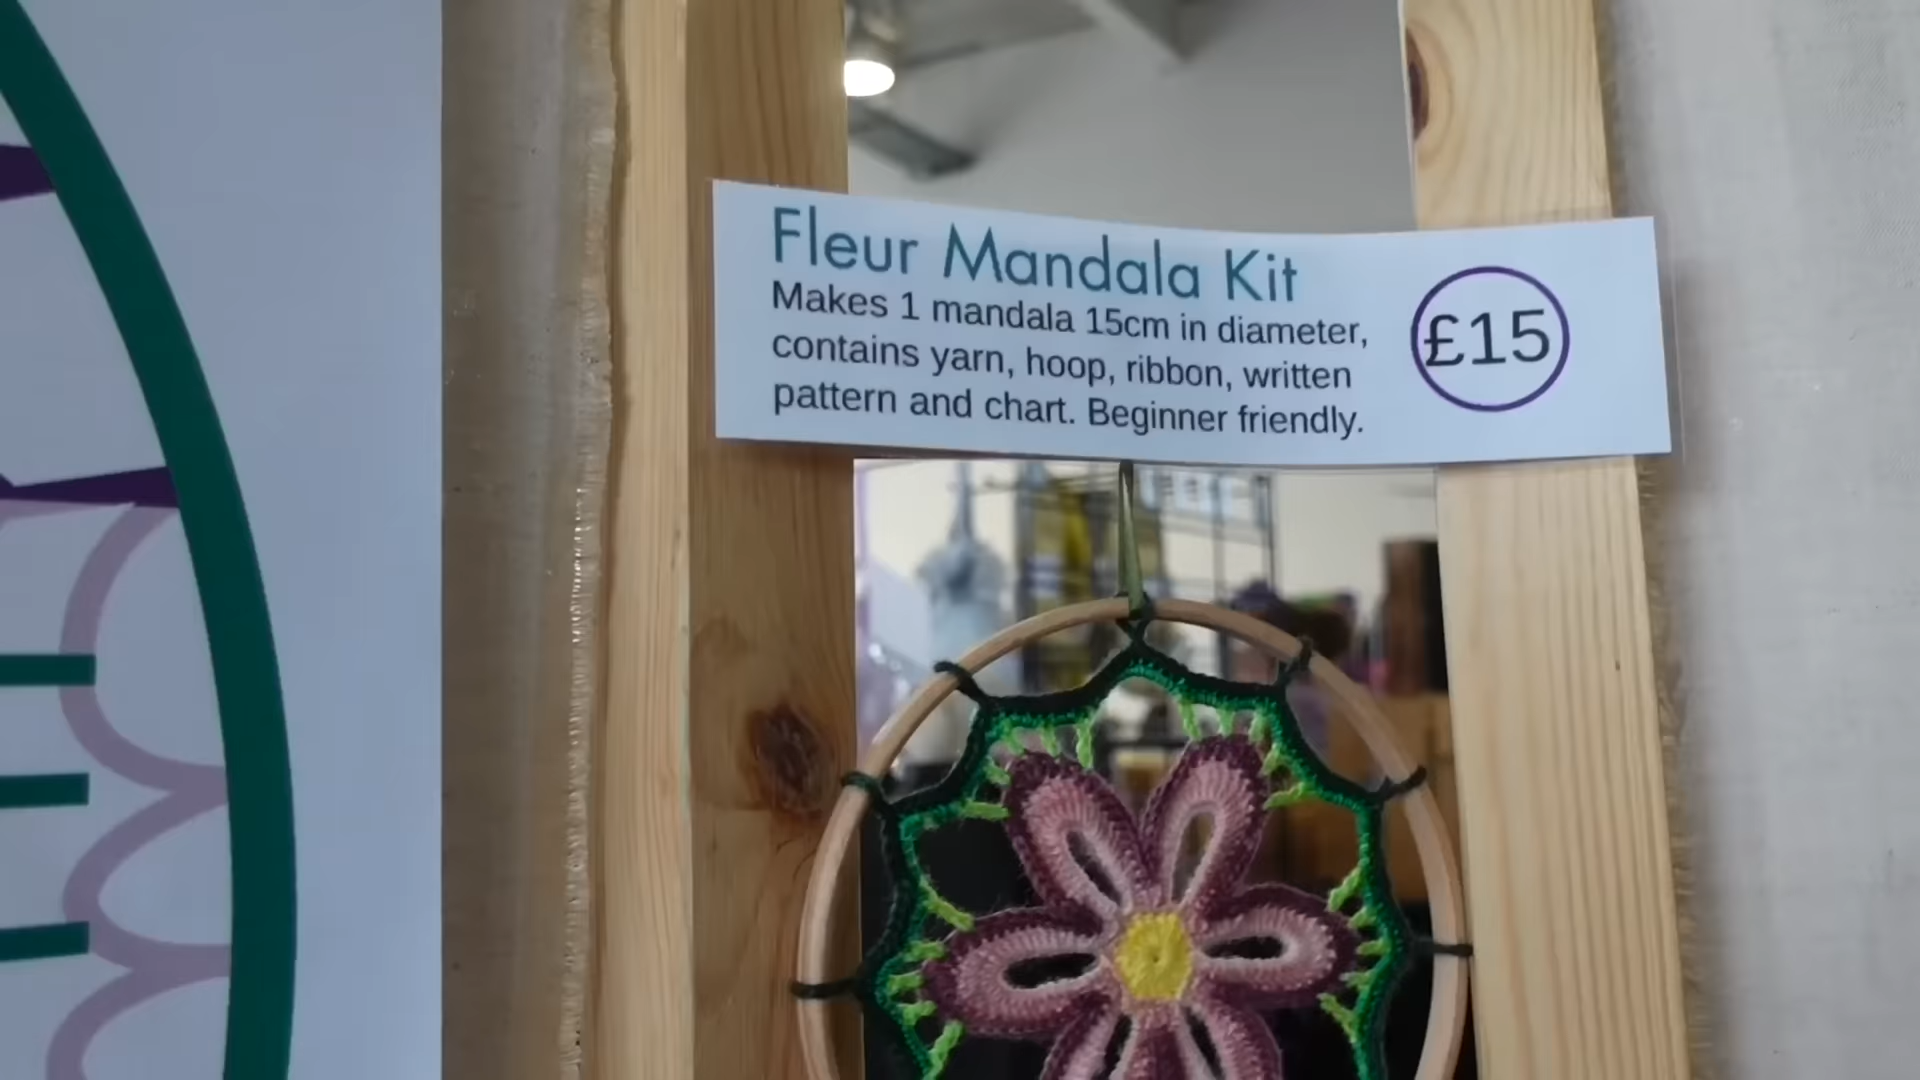 Fleur Mandala Kit
Makes 1 mandala 15cm in diameter,
contains yarn, hoop, ribbon, written
pattern and chart. Beginner friendly.
£15